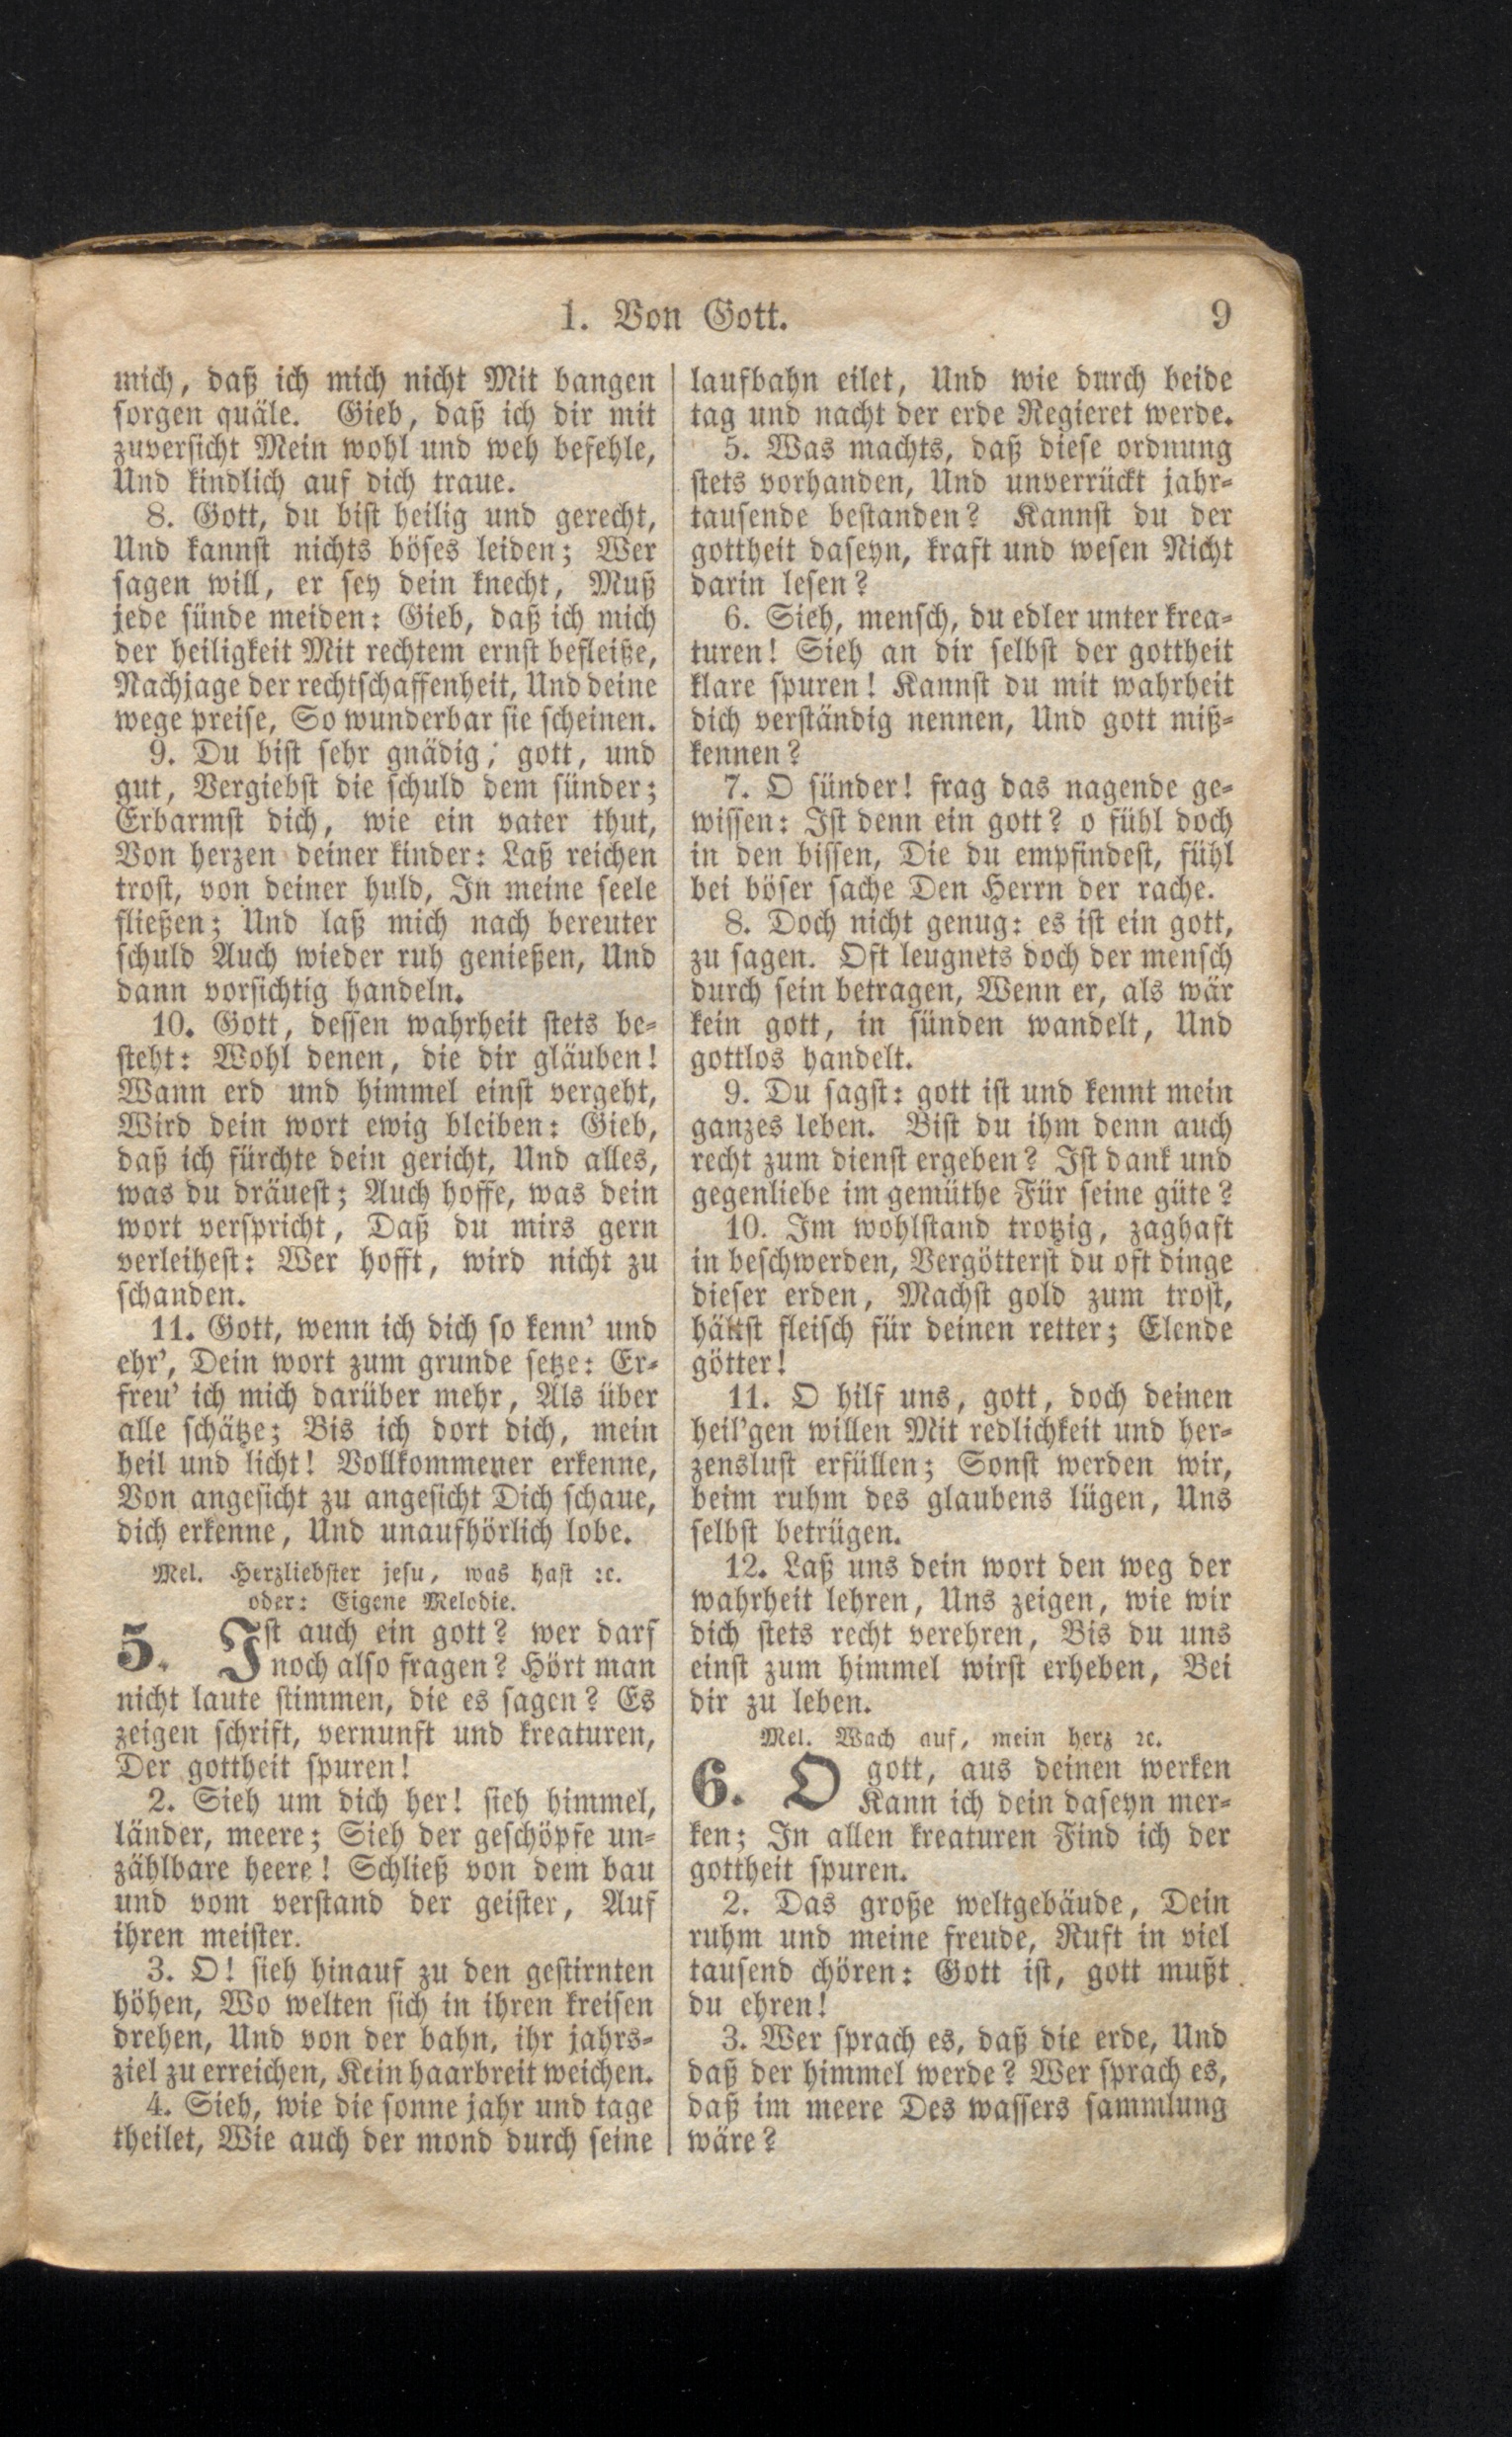 1. Von Gott.
9
mich, daß ich mich nicht Mit bangen
sorgen quäle. Gieb, daß ich dir mit
zuversicht Mein wohl und weh befehle,
Und kindlich auf dich traue.
8. Gott, du bist heilig und gerecht,
Und kannst nichts böses leiden; Wer
sagen will, er sey dein knecht, Muß
jede sünde meiden: Gieb, daß ich mich
der heiligkeit Mit rechtem ernst befleiße,
Nachjage der rechtschaffenheit, Und deine
wege preise, So wunderbar sie scheinen.
9. Du bist sehr gnädig, gott, und
gut, Vergiebst die schuld dem sünder;
Erbarmst dich, wie ein vater thut,
Von herzen deiner kinder: Laß reichen
trost, von deiner huld, In meine seele
fließen; Und laß mich nach bereuter
schuld Auch wieder ruh genießen, Und
dann vorsichtig handeln.
10. Gott, dessen wahrheit stets be-
steht: Wohl denen, die dir gläuben!
Wann erd und himmel einst vergeht,
Wird dein wort ewig bleiben: Gieb,
daß ich fürchte dein gericht, Und alles,
was du dräuest; Auch hoffe, was dein
wort verspricht, Daß du mirs gern
verleihest: Wer hofft, wird nicht zu
schanden.
11. Gott, wenn ich dich so kenn' und
ehr', Dein wort zum grunde setze: Er-
freu' ich mich darüber mehr, Als über
alle schätze; Bis ich dort dich, mein
heil und licht! Vollkommener erkenne,
Von angesicht zu angesicht Dich schaue,
dich erkenne, Und unaufhörlich lobe.
Mel. Herzliebster jesu, was hast ꝛc.
oder: Eigene Melodie.
5. Ist auch ein gott? wer darf
noch also fragen? Hört man
nicht laute stimmen, die es sagen? Es
zeigen schrift, vernunft und kreaturen,
Der gottheit spuren!
2. Sieh um dich her! sieh himmel,
länder, meere; Sieh der geschöpfe un-
zählbare heere! Schließ von dem bau
und vom verstand der geister, Auf
ihren meister.
3. O! sieh hinauf zu den gestirnten
höhen, Wo welten sich in ihren kreisen
drehen, Und von der bahn, ihr jahrs-
ziel zu erreichen, Kein haarbreit weichen.
4. Sieh, wie die sonne jahr und tage
theilet, Wie auch der mond durch seine
laufbahn eilet, Und wie durch beide
tag und nacht der erde Regieret werde.
5. Was machts, daß diese ordnung
stets vorhanden, Und unverrückt jahr-
tausende bestanden? Kannst du der
gottheit daseyn, kraft und wesen Nicht
darin lesen?
6. Sieh, mensch, du edler unter krea-
turen! Sieh an dir selbst der gottheit
klare spuren! Kannst du mit wahrheit
dich verständig nennen, Und gott miß-
kennen?
7. O sünder! frag das nagende ge-
wissen: Ist denn ein gott? o fühl doch
in den bissen, Die du empfindest, fühl
bei böser sache Den Herrn der rache.
8. Doch nicht genug: es ist ein gott,
zu sagen. Oft leugnets doch der mensch
durch sein betragen, Wenn er, als wär
kein gott, in sünden wandelt, Und
gottlos handelt.
9. Du sagst: gott ist und kennt mein
ganzes leben. Bist du ihm denn auch
recht zum dienst ergeben? Ist dank und
gegenliebe im gemüthe Für seine güte?
10. Im wohlstand trotzig, zaghaft
in beschwerden, Vergötterst du oft dinge
dieser erden, Machst gold zum trost,
hältst fleisch für deinen retter; Elende
götter!
11. O hilf uns, gott, doch deinen
heil'gen willen Mit redlichkeit und her-
zenslust erfüllen; Sonst werden wir,
beim ruhm des glaubens lügen, Uns
selbst betrügen.
12. Laß uns dein wort den weg der
wahrheit lehren, Uns zeigen, wie wir
dich stets recht verehren, Bis du uns
einst zum himmel wirst erheben, Bei
dir zu leben.
Mel. Wach auf, mein herz ꝛc.
6. O gott, aus deinen werken
Kann ich dein daseyn mer-
ken; In allen kreaturen Find ich der
gottheit spuren.
2. Das große weltgebäude, Dein
ruhm und meine freude, Ruft in viel
tausend chören: Gott ist, gott mußt
du ehren!
3. Wer sprach es, daß die erde, Und
daß der himmel werde? Wer sprach es,
daß im meere Des wassers sammlung
wäre?